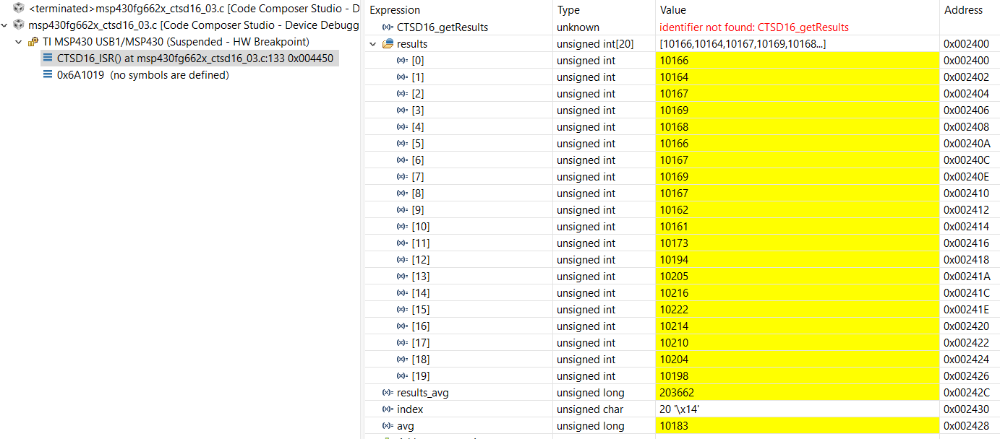 <terminated>msp430fg662x_ctsd16_03.c [Code Composer Studio - D
msp430fg662x_ctsd16_03.c [Code Composer Studio - Device Debugg
TI MSP430 USB1/MSP430 (Suspended - HW Breakpoint)
CTSD16_ISR() at msp430fg662x_ctsd16_03.c:133 0x004450
0x6A1019 (no symbols are defined)
Expression Type Value Address
(x)= CTSD16_getResults unknown identifier not found: CTSD16_getResults
results unsigned int[20] [10166,10164,10167,10169,10168...] 0x002400
(x)= [0] unsigned int 10166 0x002400
(x)= [1] unsigned int 10164 0x002402
(x)= [2] unsigned int 10167 0x002404
(x)= [3] unsigned int 10169 0x002406
(x)= [4] unsigned int 10168 0x002408
(x)= [5] unsigned int 10166 0x00240A
(x)= [6] unsigned int 10167 0x00240C
(x)= [7] unsigned int 10169 0x00240E
(x)= [8] unsigned int 10167 0x002410
(x)= [9] unsigned int 10162 0x002412
(x)= [10] unsigned int 10161 0x002414
(x)= [11] unsigned int 10173 0x002416
(x)= [12] unsigned int 10194 0x002418
(x)= [13] unsigned int 10205 0x00241A
(x)= [14] unsigned int 10216 0x00241C
(x)= [15] unsigned int 10222 0x00241E
(x)= [16] unsigned int 10214 0x002420
(x)= [17] unsigned int 10210 0x002422
(x)= [18] unsigned int 10204 0x002424
(x)= [19] unsigned int 10198 0x002426
(x)= results_avg unsigned long 203662 0x00242C
(x)= index unsigned char 20 '\x14' 0x002430
(x)= avg unsigned long 10183 0x002428